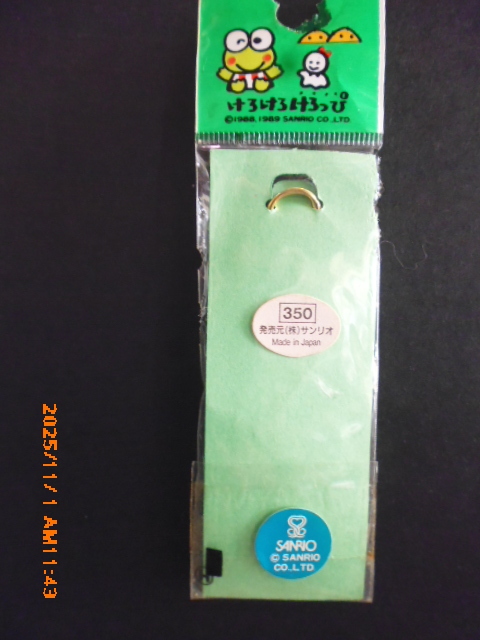 けろけろけろっぴ
©1988,1989 SANRIO CO.,LTD
350
発売元(株)サンリオ
Made in Japan
SANRIO
© SANRIO
CO.,LTD
2025/11/1 AM11:43